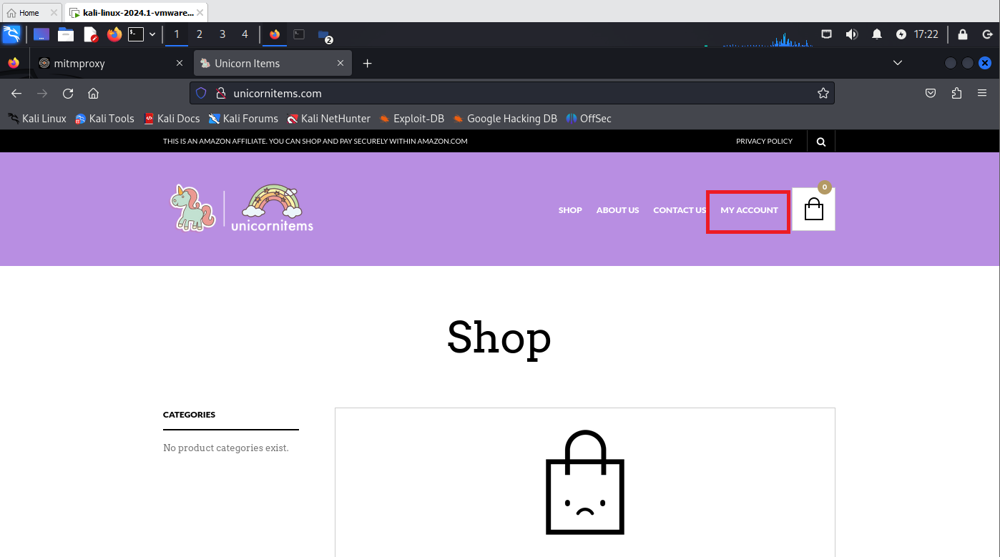 Home
kali-linux-2024.1-vmware...
1 2 3 4
2
17:22
mitmproxy
Unicorn Items
unicornitems.com
Kali Linux Kali Tools Kali Docs Kali Forums Kali NetHunter Exploit-DB Google Hacking DB OffSec
THIS IS AN AMAZON AFFILIATE. YOU CAN SHOP AND PAY SECURELY WITHIN AMAZON.COM
PRIVACY POLICY
unicornitems
SHOP ABOUT US CONTACT US MY ACCOUNT
0
Shop
CATEGORIES
No product categories exist.